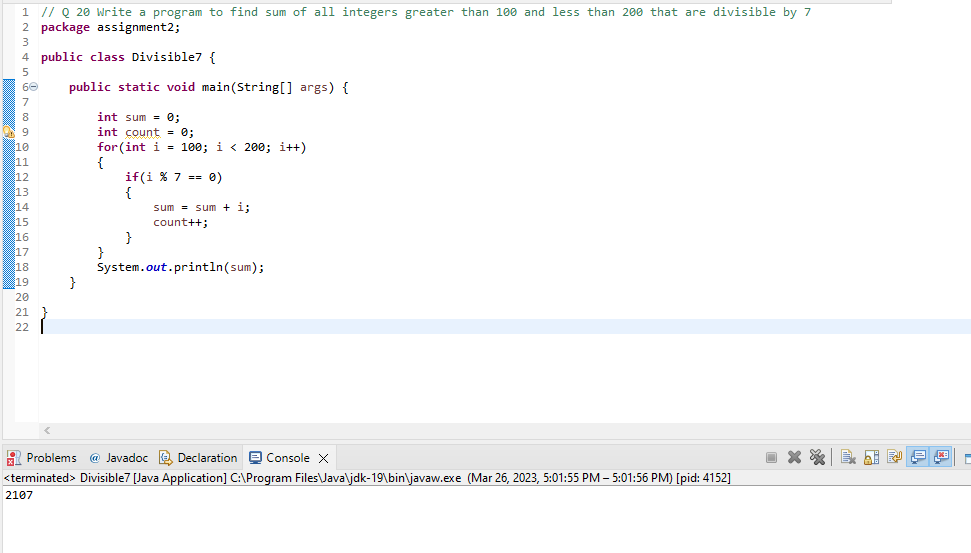 1 // Q 20 Write a program to find sum of all integers greater than 100 and less than 200 that are divisible by 7
2 package assignment2;
3
4 public class Divisible7 {
5
6 public static void main(String[] args) {
7
8 int sum = 0;
9 int count = 0;
10 for(int i = 100; i < 200; i++)
11 {
12 if(i % 7 == 0)
13 {
14 sum = sum + i;
15 count++;
16 }
17 }
18 System.out.println(sum);
19 }
20
21 }
22
Problems @ Javadoc Declaration Console
<terminated> Divisible7 [Java Application] C:\Program Files\Java\jdk-19\bin\javaw.exe (Mar 26, 2023, 5:01:55 PM – 5:01:56 PM) [pid: 4152]
2107